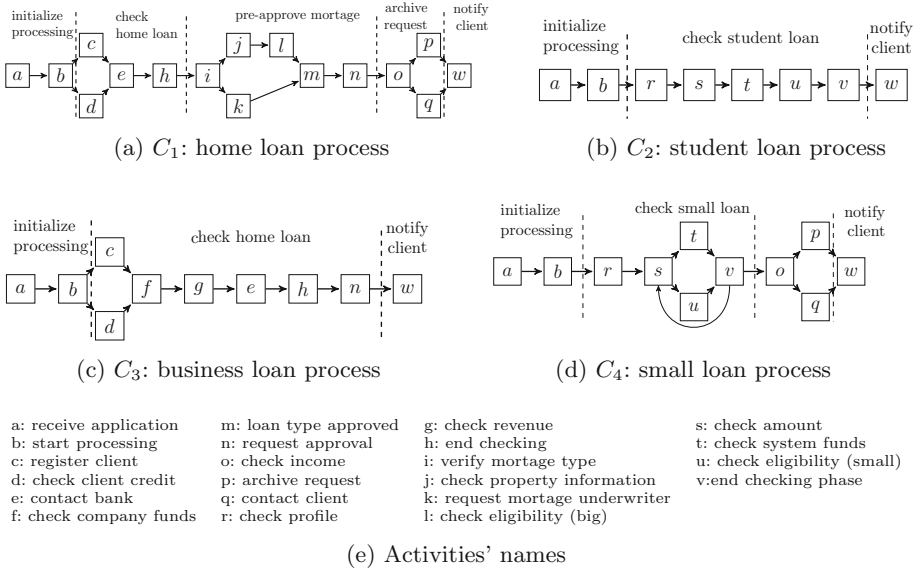 initialize
processing
check
home loan
pre-approve mortage
archive
request
notify
client
a b c d e h i j l k m n o p q w
(a) C1: home loan process
initialize
processing
check student loan
notify
client
a b r s t u v w
(b) C2: student loan process
initialize
processing
check home loan
notify
client
a b c d f g e h n w
(c) C3: business loan process
initialize
processing
check small loan
notify
client
a b r s t u v o p q w
(d) C4: small loan process
a: receive application
b: start processing
c: register client
d: check client credit
e: contact bank
f: check company funds
m: loan type approved
n: request approval
o: check income
p: archive request
q: contact client
r: check profile
g: check revenue
h: end checking
i: verify mortage type
j: check property information
k: request mortage underwriter
l: check eligibility (big)
s: check amount
t: check system funds
u: check eligibility (small)
v:end checking phase
(e) Activities' names